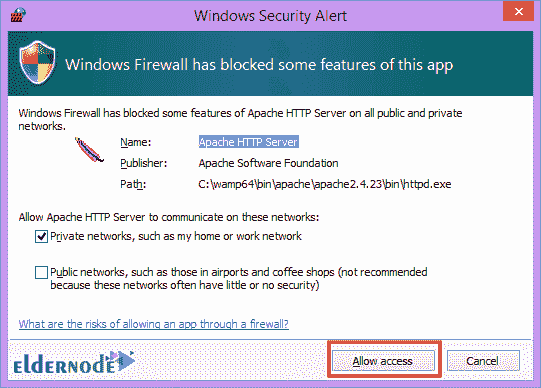 Windows Security Alert
Windows Firewall has blocked some features of this app
Windows Firewall has blocked some features of Apache HTTP Server on all public and private
networks.
Name: Apache HTTP Server
Publisher: Apache Software Foundation
Path: C:\wamp64\bin\apache\apache2.4.23\bin\httpd.exe
Allow Apache HTTP Server to communicate on these networks:
Private networks, such as my home or work network
Public networks, such as those in airports and coffee shops (not recommended
because these networks often have little or no security)
What are the risks of allowing an app through a firewall?
eldernode
Allow access Cancel